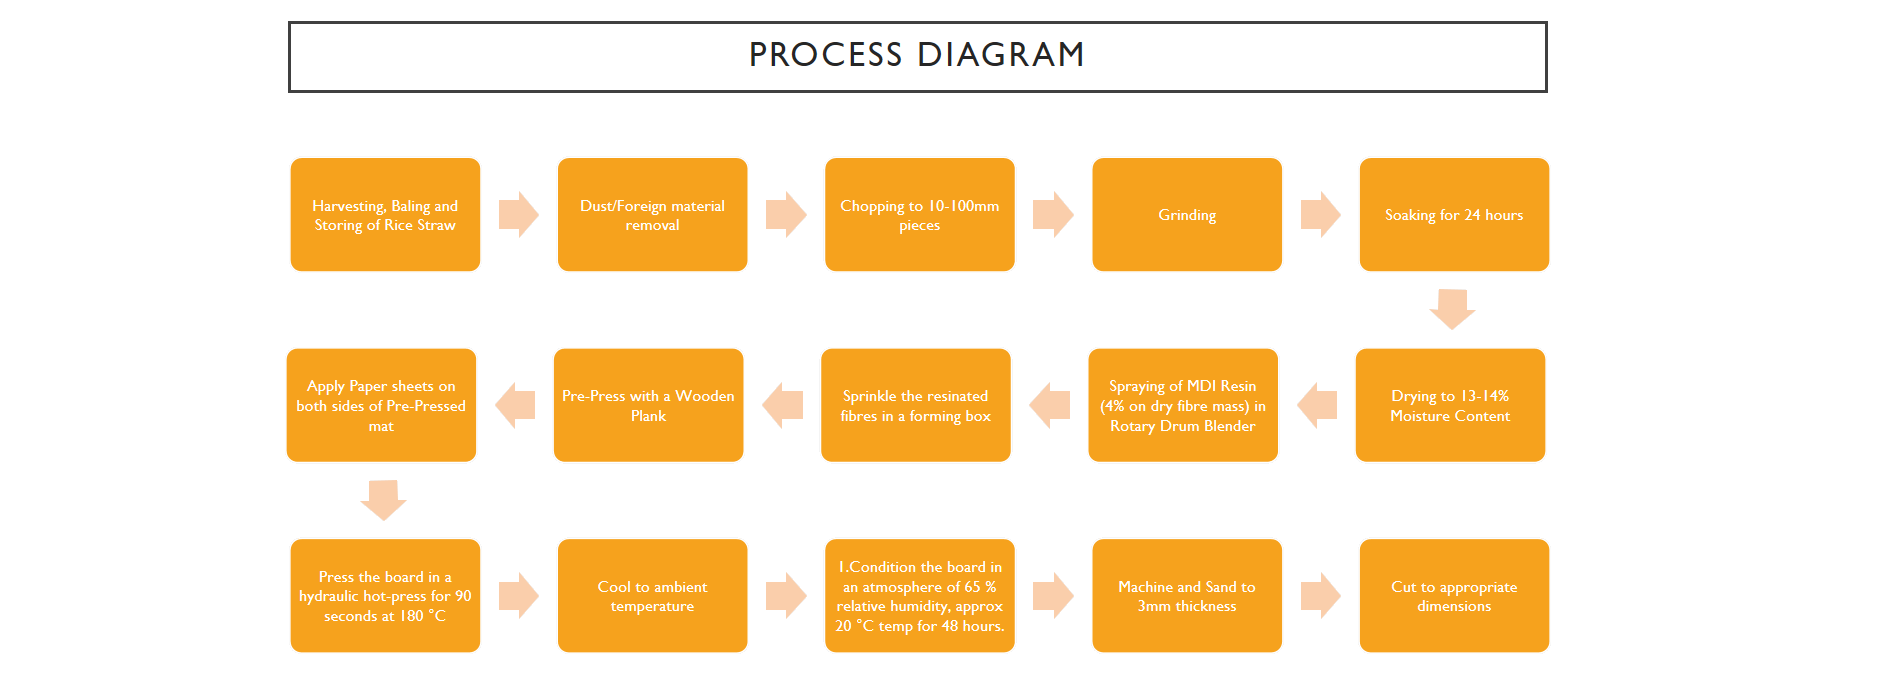 PROCESS DIAGRAM
Harvesting, Baling and
Storing of Rice Straw
Dust/Foreign material
removal
Chopping to 10-100mm
pieces
Grinding
Soaking for 24 hours
Drying to 13-14%
Moisture Content
Spraying of MDI Resin
(4% on dry fibre mass) in
Rotary Drum Blender
Sprinkle the resinated
fibres in a forming box
Pre-Press with a Wooden
Plank
Apply Paper sheets on
both sides of Pre-Pressed
mat
Press the board in a
hydraulic hot-press for 90
seconds at 180 °C
Cool to ambient
temperature
1.Condition the board in
an atmosphere of 65 %
relative humidity, approx
20 °C temp for 48 hours.
Machine and Sand to
3mm thickness
Cut to appropriate
dimensions